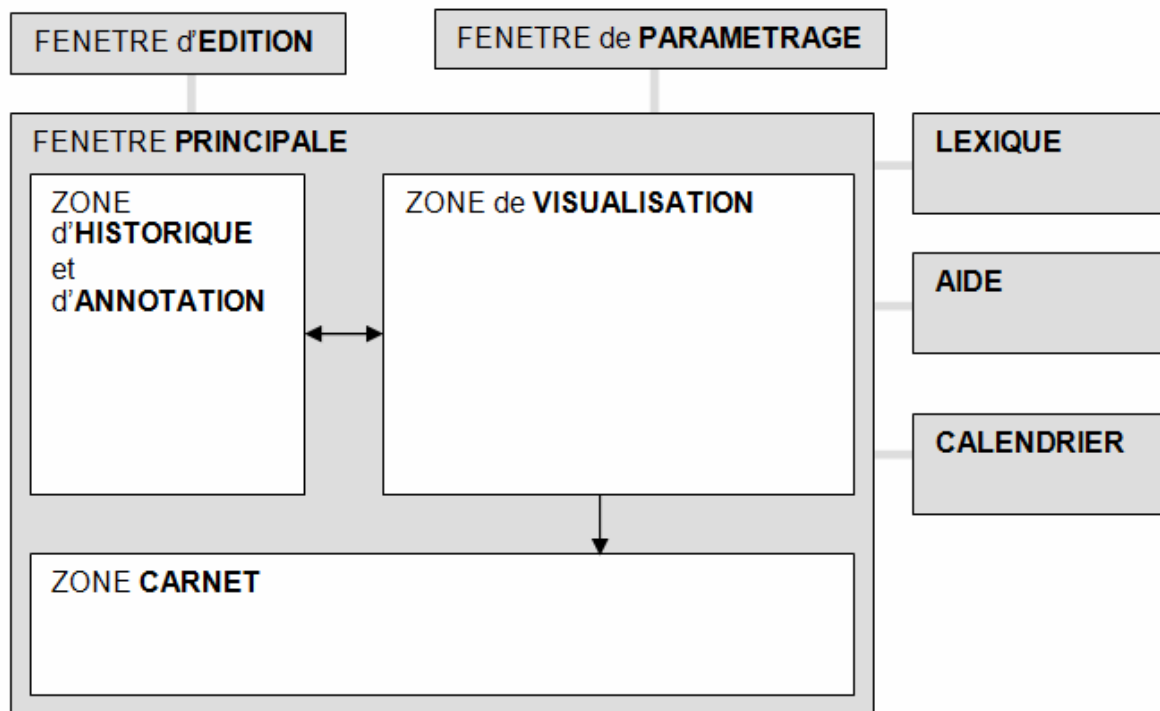 FENETRE d'EDITION
FENETRE de PARAMETRAGE
FENETRE PRINCIPALE
ZONE
d'HISTORIQUE
et
d'ANNOTATION
ZONE de VISUALISATION
ZONE CARNET
LEXIQUE
AIDE
CALENDRIER